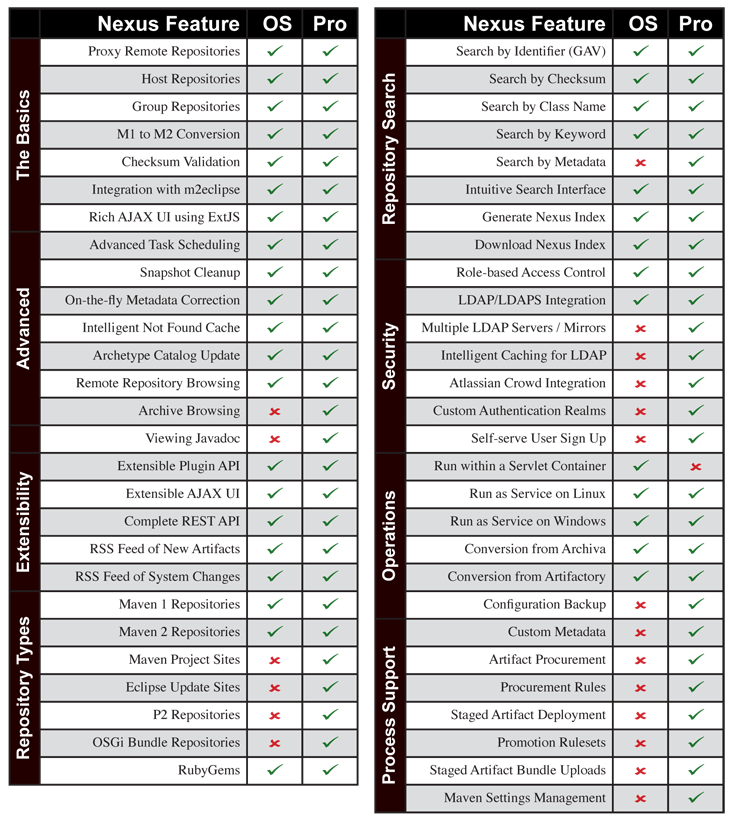 Nexus Feature OS Pro
The Basics
Proxy Remote Repositories
Host Repositories
Group Repositories
M1 to M2 Conversion
Checksum Validation
Integration with m2eclipse
Rich AJAX UI using ExtJS
Advanced
Advanced Task Scheduling
Snapshot Cleanup
On-the-fly Metadata Correction
Intelligent Not Found Cache
Archetype Catalog Update
Remote Repository Browsing
Archive Browsing
Viewing Javadoc
Extensibility
Extensible Plugin API
Extensible AJAX UI
Complete REST API
RSS Feed of New Artifacts
RSS Feed of System Changes
Repository Types
Maven 1 Repositories
Maven 2 Repositories
Maven Project Sites
Eclipse Update Sites
P2 Repositories
OSGi Bundle Repositories
RubyGems
Nexus Feature OS Pro
Repository Search
Search by Identifier (GAV)
Search by Checksum
Search by Class Name
Search by Keyword
Search by Metadata
Intuitive Search Interface
Generate Nexus Index
Download Nexus Index
Security
Role-based Access Control
LDAP/LDAPS Integration
Multiple LDAP Servers / Mirrors
Intelligent Caching for LDAP
Atlassian Crowd Integration
Custom Authentication Realms
Self-serve User Sign Up
Operations
Run within a Servlet Container
Run as Service on Linux
Run as Service on Windows
Conversion from Archiva
Conversion from Artifactory
Configuration Backup
Process Support
Custom Metadata
Artifact Procurement
Procurement Rules
Staged Artifact Deployment
Promotion Rulesets
Staged Artifact Bundle Uploads
Maven Settings Management